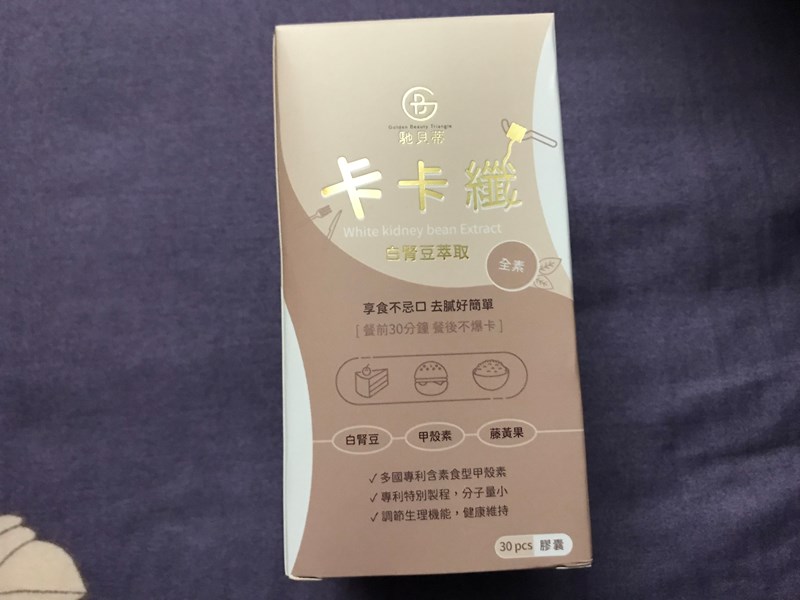 Golden Beauty Triangle
馳貝蒂
卡卡纖
White kidney bean Extract
白腎豆萃取
全素
享食不忌口 去膩好簡單
[ 餐前30分鐘 餐後不爆卡 ]
白腎豆 甲殼素 藤黃果
✓多國專利含素食型甲殼素
✓專利特別製程，分子量小
✓調節生理機能，健康維持
30 pcs 膠囊